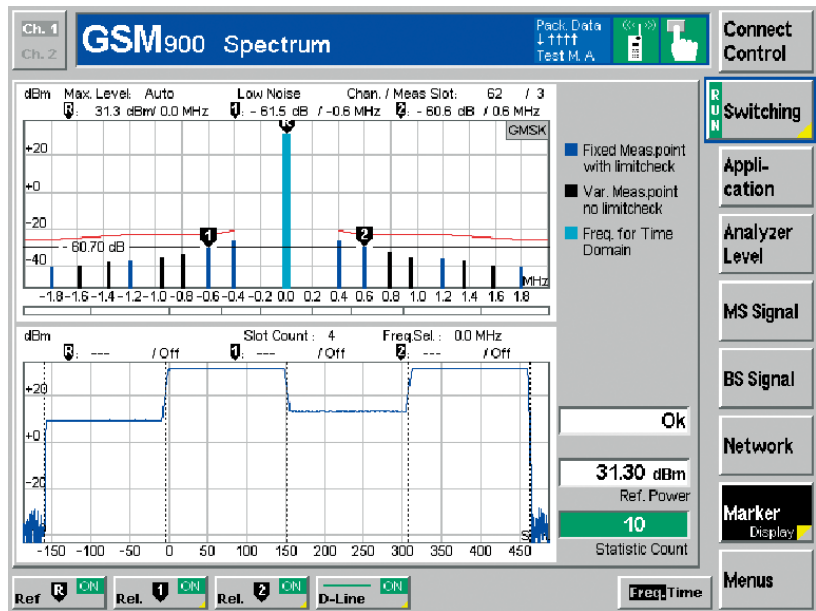 Ch. 1
Ch. 2
GSM900 Spectrum
Pack. Data
↓ ↑↑↑↑
Test M. A
Connect
Control
dBm Max. Level: Auto Low Noise Chan. / Meas Slot: 62 / 3
R: 31.3 dBm/ 0.0 MHz 1: – 61.5 dB / –0.6 MHz 2: – 60.6 dB / 0.6 MHz
R
GMSK
+20
+0
–20
–40
1
2
– 60.70 dB
MHz
–1.8 –1.6 –1.4 –1.2 –1.0 –0.8 –0.6 –0.4 –0.2 0.0 0.2 0.4 0.6 0.8 1.0 1.2 1.4 1.6 1.8
Fixed Meas.point
with limitcheck
Var. Meas.point
no limitcheck
Freq. for Time
Domain
dBm Slot Count : 4 Freq.Sel. : 0.0 MHz
R: --- / Off 1: --- / Off 2: --- / Off
+20
+0
–20
–150 –100 –50 0 50 100 150 200 250 300 350 400 450
Ok
31.30 dBm
Ref. Power
10
Statistic Count
RUN
Switching
Appli-
cation
Analyzer
Level
MS Signal
BS Signal
Network
Marker
Display
Menus
Ref R ON
Rel. 1 ON
Rel. 2 ON
D-Line ON
Freq. Time